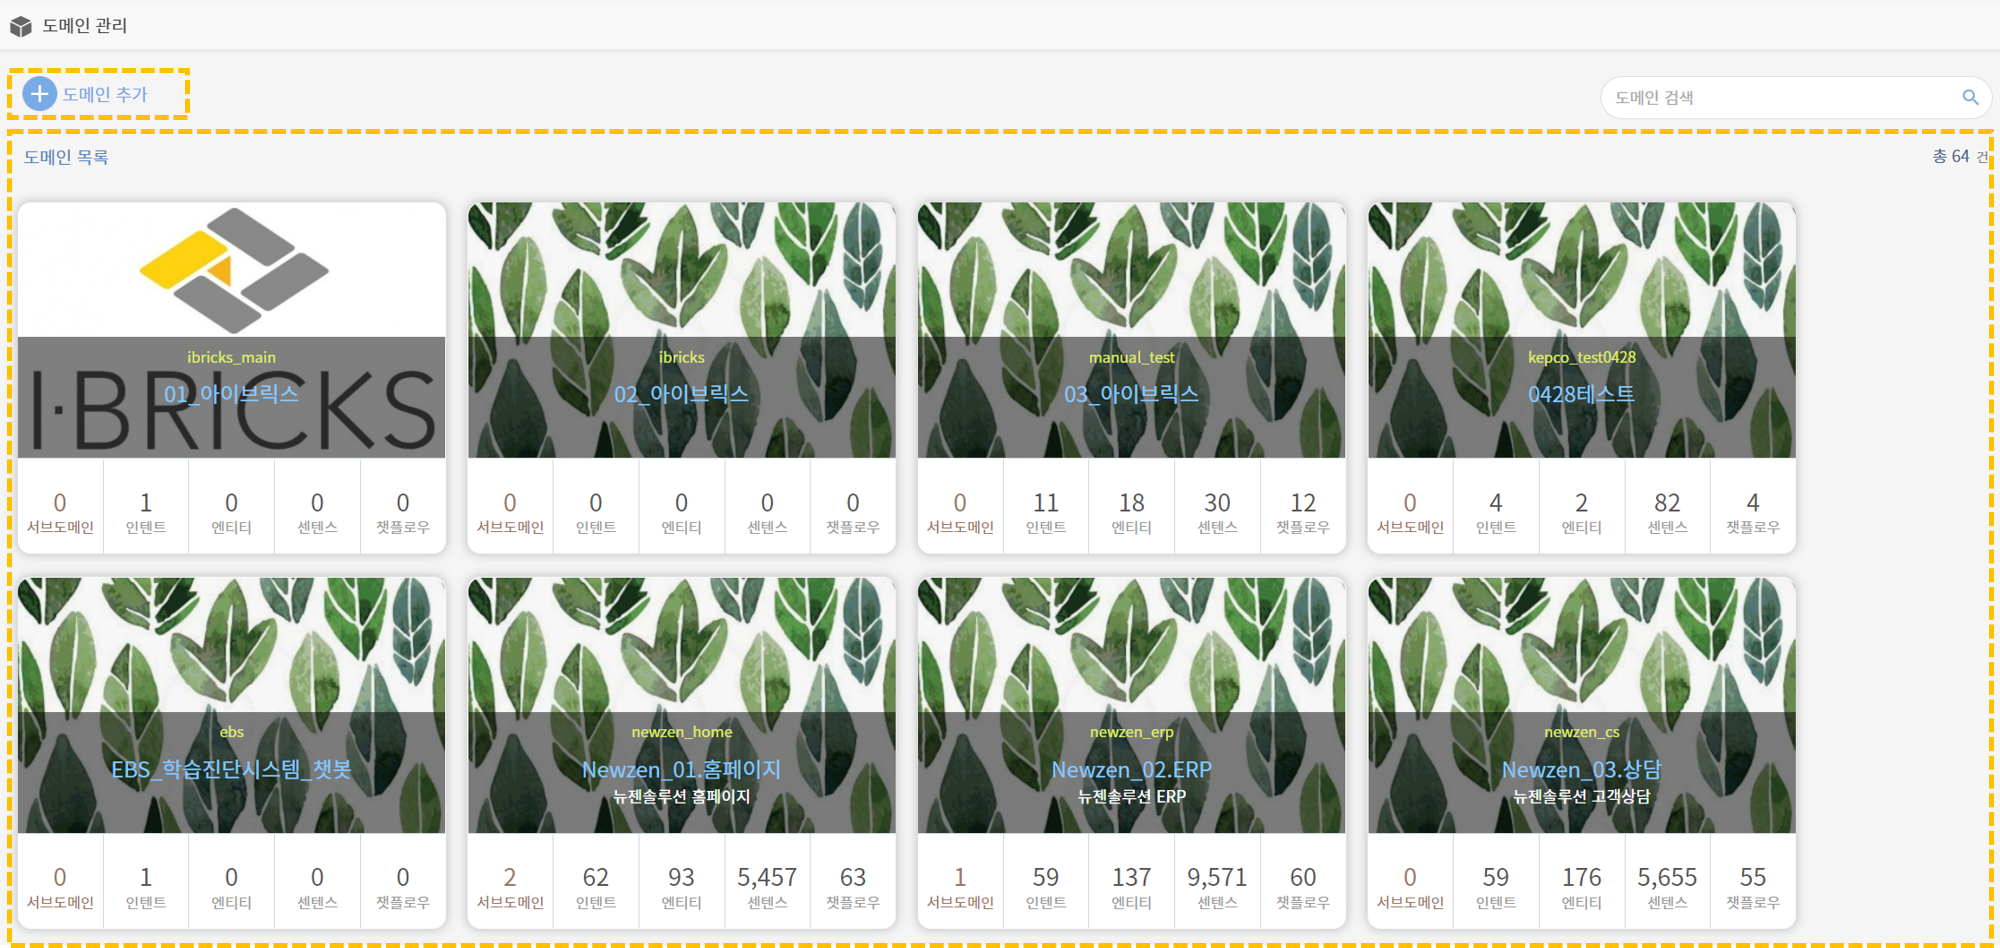 도메인 관리
도메인 추가
도메인 검색
도메인 목록
총 64 건
I·BRICKS
ibricks_main
01_아이브릭스
0 1 0 0 0
서브도메인 인텐트 엔티티 센텐스 챗플로우
ibricks
02_아이브릭스
0 0 0 0 0
서브도메인 인텐트 엔티티 센텐스 챗플로우
manual_test
03_아이브릭스
0 11 18 30 12
서브도메인 인텐트 엔티티 센텐스 챗플로우
kepco_test0428
0428테스트
0 4 2 82 4
서브도메인 인텐트 엔티티 센텐스 챗플로우
ebs
EBS_학습진단시스템_챗봇
0 1 0 0 0
서브도메인 인텐트 엔티티 센텐스 챗플로우
newzen_home
Newzen_01.홈페이지
뉴젠솔루션 홈페이지
2 62 93 5,457 63
서브도메인 인텐트 엔티티 센텐스 챗플로우
newzen_erp
Newzen_02.ERP
뉴젠솔루션 ERP
1 59 137 9,571 60
서브도메인 인텐트 엔티티 센텐스 챗플로우
newzen_cs
Newzen_03.상담
뉴젠솔루션 고객상담
0 59 176 5,655 55
서브도메인 인텐트 엔티티 센텐스 챗플로우